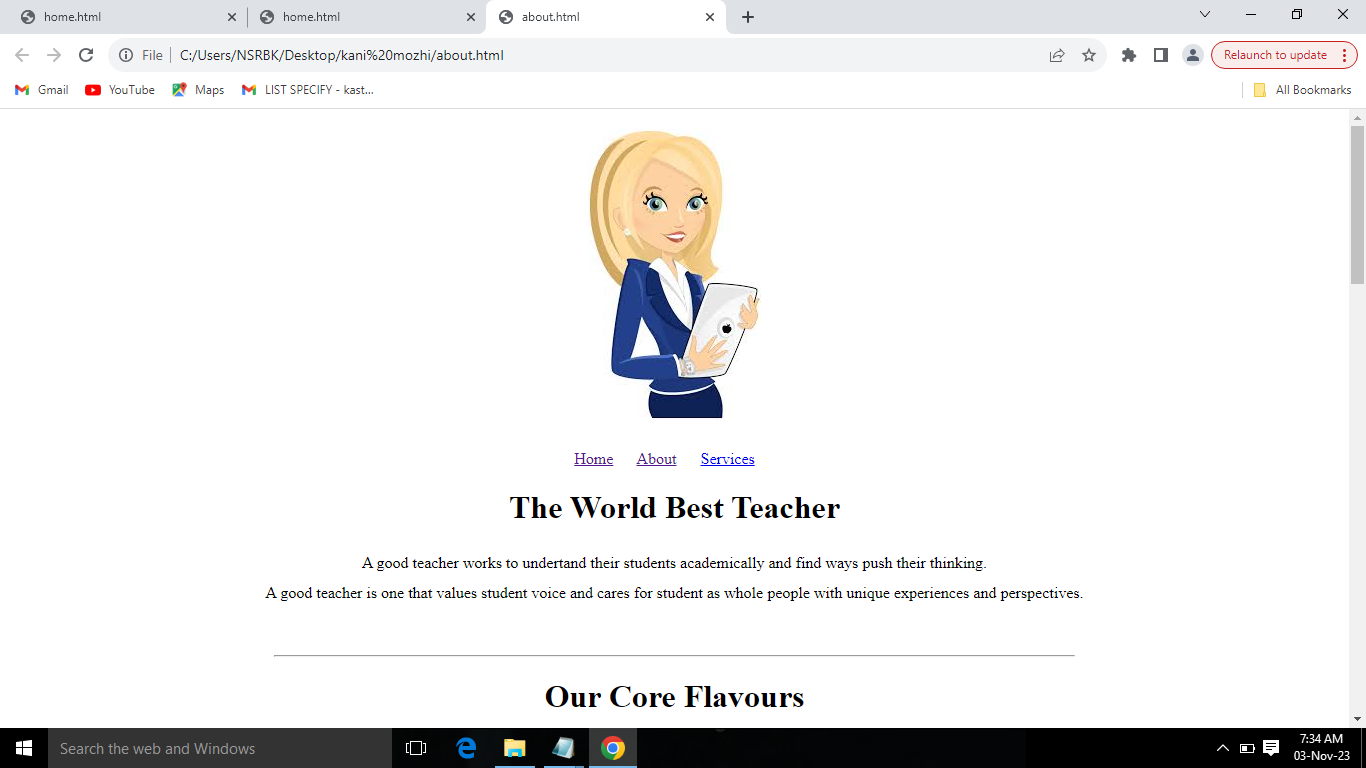 home.html
home.html
about.html
File
C:/Users/NSRBK/Desktop/kani%20mozhi/about.html
Relaunch to update
Gmail
YouTube
Maps
LIST SPECIFY - kast...
All Bookmarks
Home About Services
The World Best Teacher
A good teacher works to undertand their students academically and find ways push their thinking.
A good teacher is one that values student voice and cares for student as whole people with unique experiences and perspectives.
Our Core Flavours
Search the web and Windows
7:34 AM
03-Nov-23